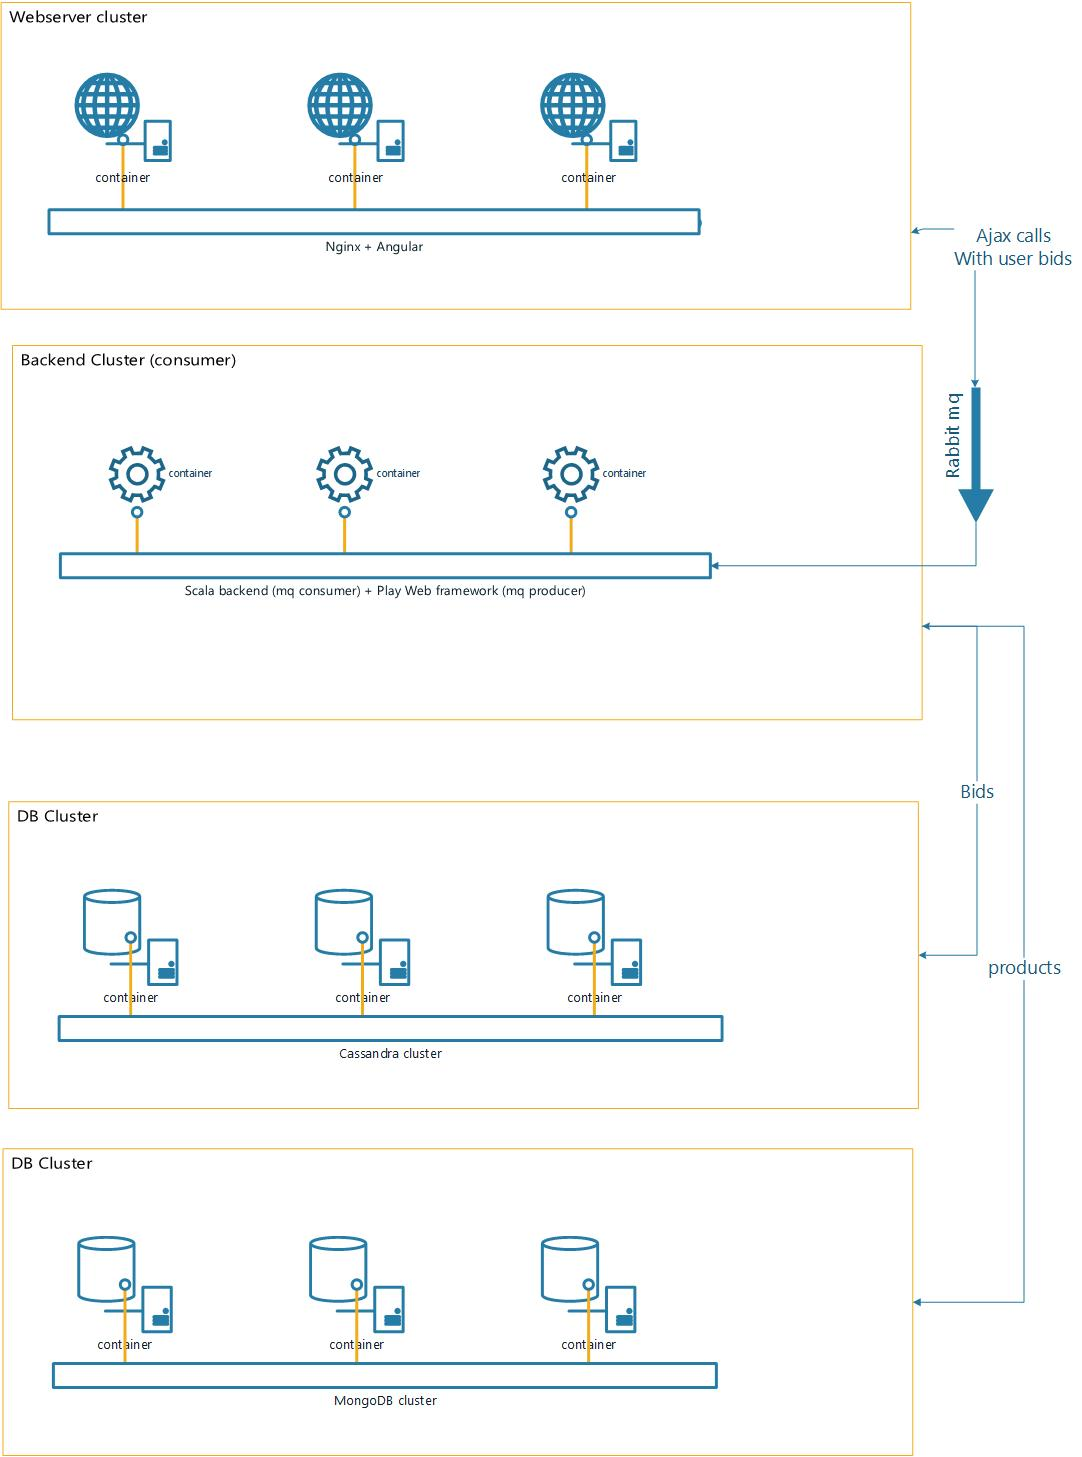 Webserver cluster
container
container
container
Nginx + Angular
Ajax calls
With user bids
Backend Cluster (consumer)
Rabbit mq
container
container
container
Scala backend (mq consumer) + Play Web framework (mq producer)
Bids
DB Cluster
products
container
container
container
Cassandra cluster
DB Cluster
container
container
container
MongoDB cluster